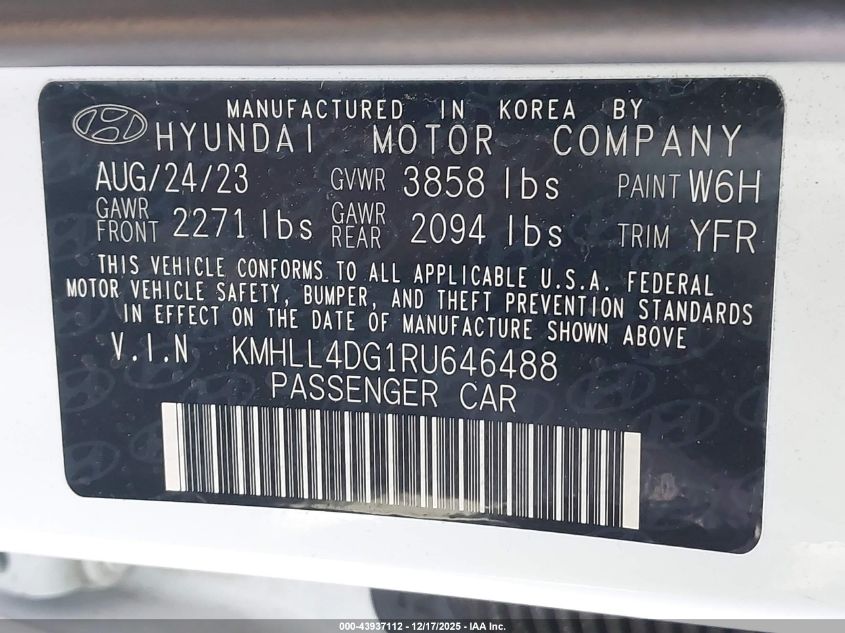 MANUFACTURED IN KOREA BY
HYUNDAI MOTOR COMPANY
AUG/24/23 GVWR 3858 lbs PAINT W6H
GAWR FRONT 2271 lbs GAWR REAR 2094 lbs TRIM YFR
THIS VEHICLE CONFORMS TO ALL APPLICABLE U.S.A. FEDERAL
MOTOR VEHICLE SAFETY, BUMPER, AND THEFT PREVENTION STANDARDS
IN EFFECT ON THE DATE OF MANUFACTURE SHOWN ABOVE
V.I.N KMHLL4DG1RU646488
PASSENGER CAR
000-43937112 - 12/17/2025 - IAA Inc.